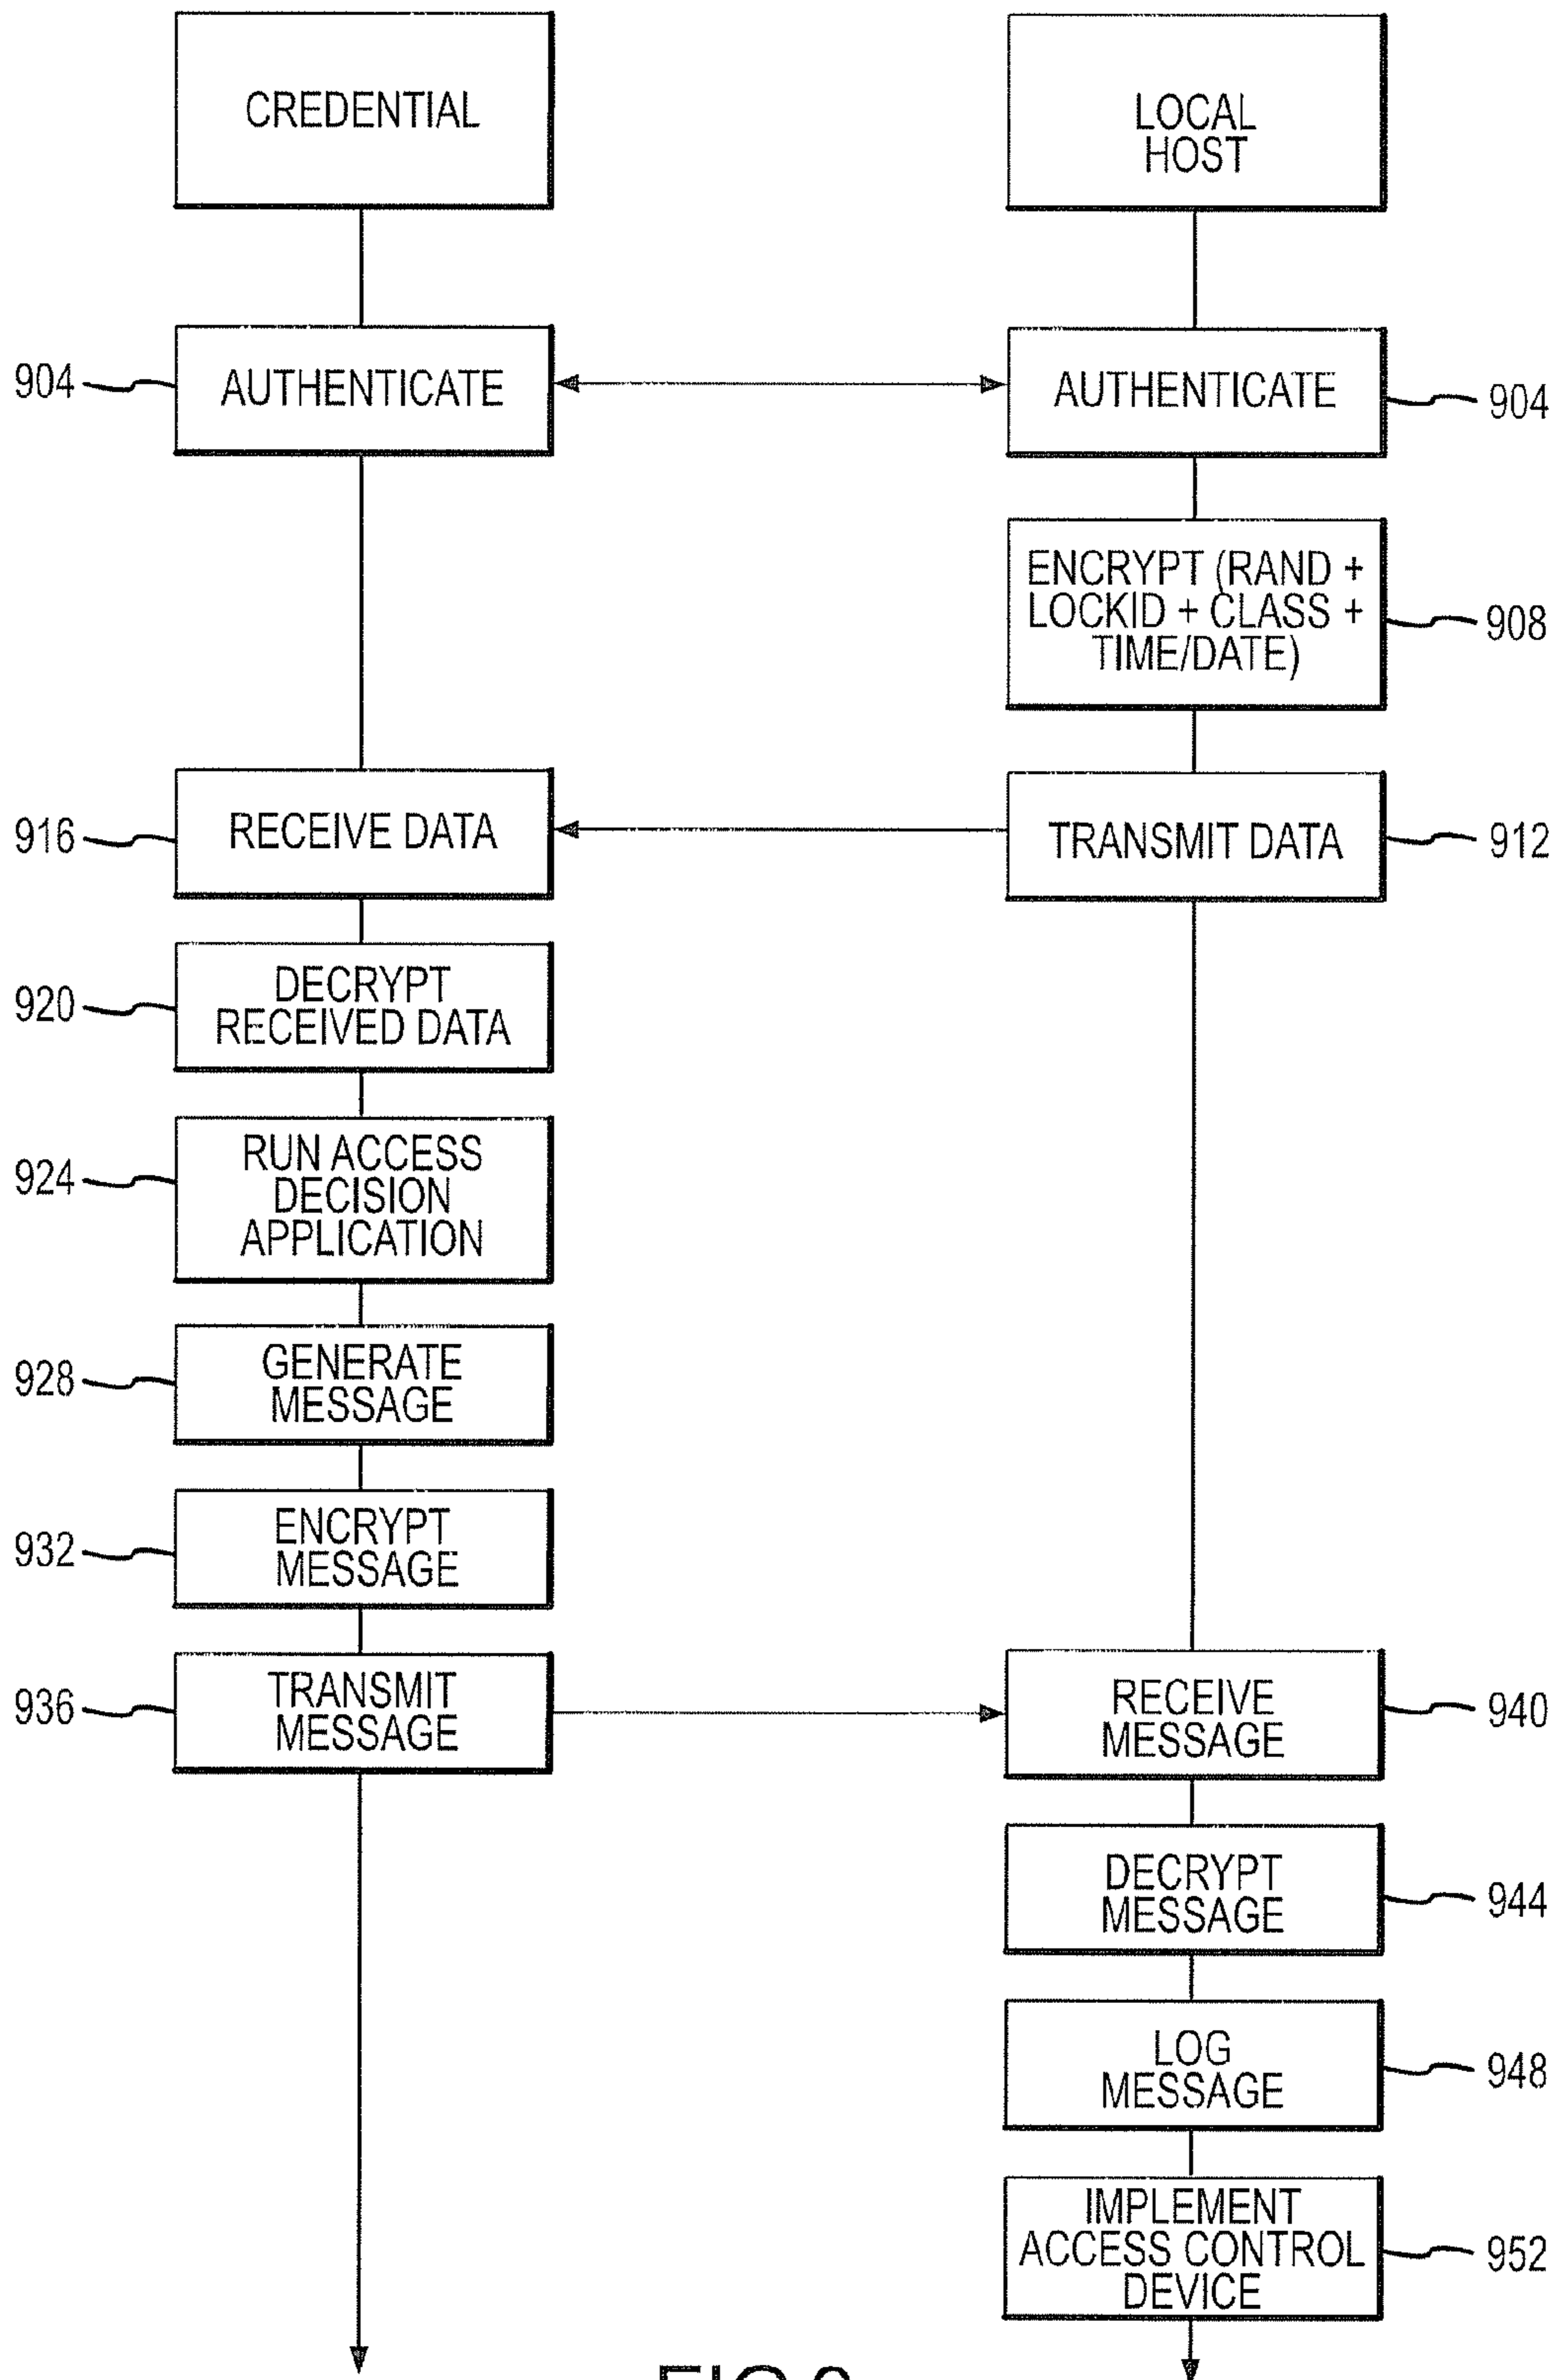 CREDENTIAL
LOCAL
HOST
904
AUTHENTICATE
AUTHENTICATE
904
ENCRYPT (RAND +
LOCKID + CLASS +
TIME/DATE)
908
916
RECEIVE DATA
TRANSMIT DATA
912
920
DECRYPT
RECEIVED DATA
924
RUN ACCESS
DECISION
APPLICATION
928
GENERATE
MESSAGE
932
ENCRYPT
MESSAGE
936
TRANSMIT
MESSAGE
RECEIVE
MESSAGE
940
DECRYPT
MESSAGE
944
LOG
MESSAGE
948
IMPLEMENT
ACCESS CONTROL
DEVICE
952